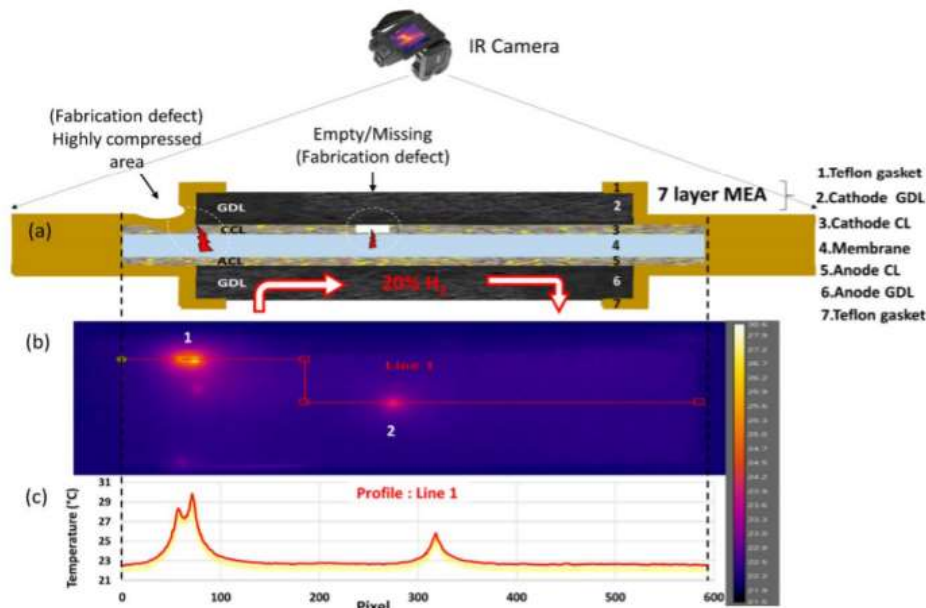 IR Camera
(Fabrication defect)
Highly compressed
area
Empty/Missing
(Fabrication defect)
(a)
GDL
CCL
ACL
GDL
1
2
3
4
5
6
7
20% H2
7 layer MEA
1.Teflon gasket
2.Cathode GDL
3.Cathode CL
4.Membrane
5.Anode CL
6.Anode GDL
7.Teflon gasket
(b)
1
Line 1
2
(c)
Profile : Line 1
Temperature (°C)
31
29
27
25
23
21
0
100
200
300
400
500
600
Pixel